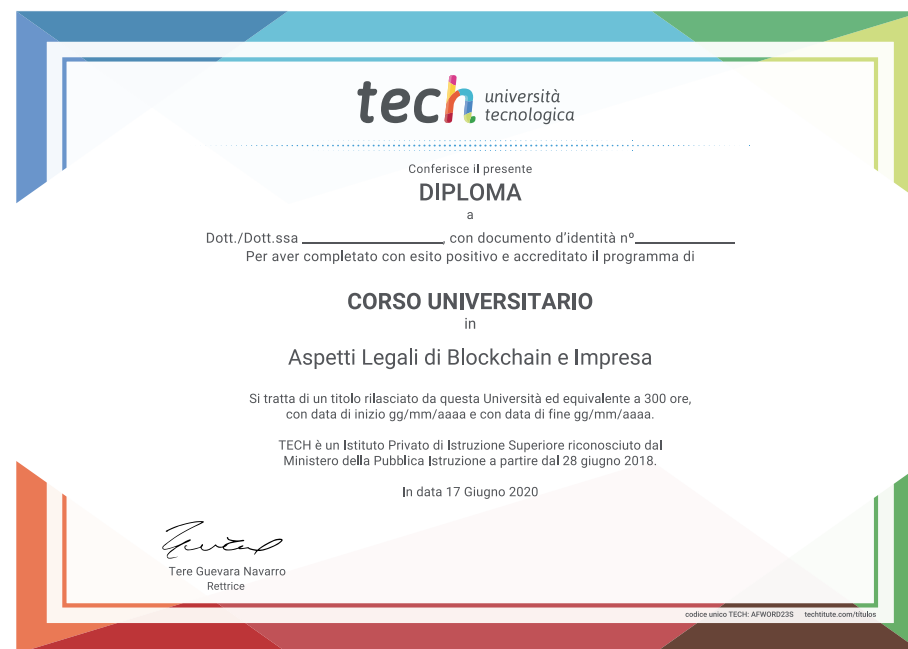 tech università
tecnologica
Conferisce il presente
DIPLOMA
a
Dott./Dott.ssa ____________________, con documento d'identità nº______________
Per aver completato con esito positivo e accreditato il programma di
CORSO UNIVERSITARIO
in
Aspetti Legali di Blockchain e Impresa
Si tratta di un titolo rilasciato da questa Università ed equivalente a 300 ore,
con data di inizio gg/mm/aaaa e con data di fine gg/mm/aaaa.
TECH è un Istituto Privato di Istruzione Superiore riconosciuto dal
Ministero della Pubblica Istruzione a partire dal 28 giugno 2018.
In data 17 Giugno 2020
Tere Guevara Navarro
Rettrice
codice unico TECH: AFWORD23S techtitute.com/titulos